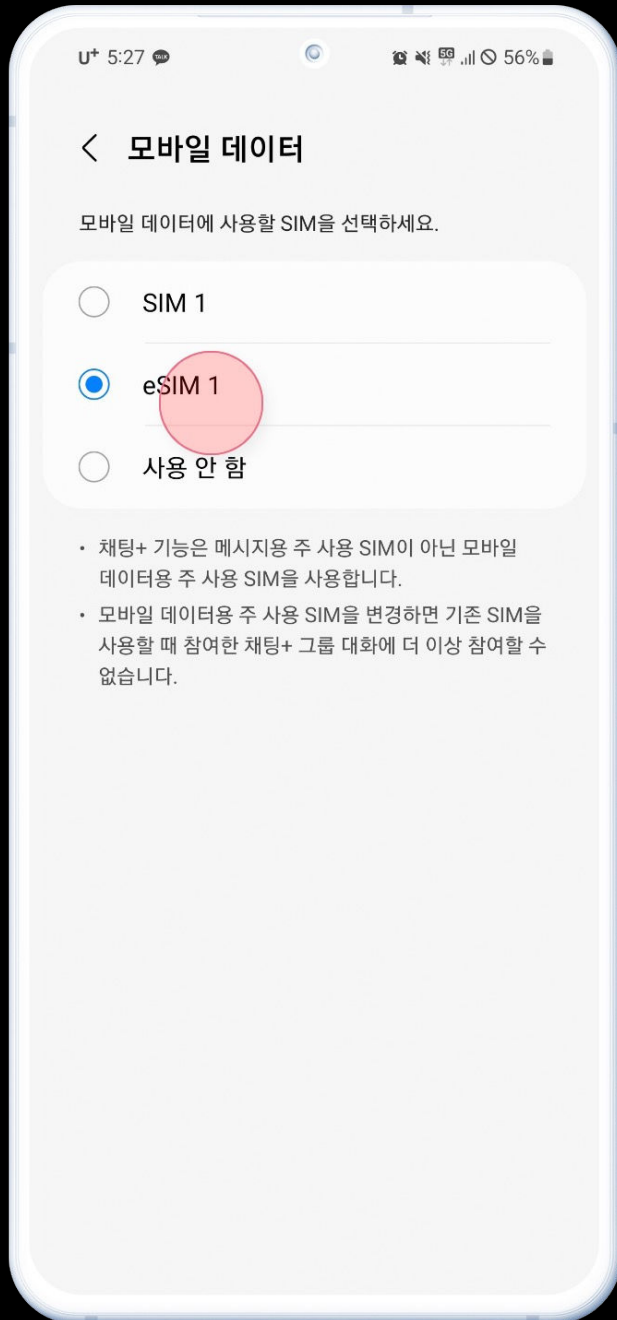 U+ 5:27 TALK 5G 56%
모바일 데이터
모바일 데이터에 사용할 SIM을 선택하세요.
SIM 1
eSIM 1
사용 안 함
• 채팅+ 기능은 메시지용 주 사용 SIM이 아닌 모바일
데이터용 주 사용 SIM을 사용합니다.
• 모바일 데이터용 주 사용 SIM을 변경하면 기존 SIM을
사용할 때 참여한 채팅+ 그룹 대화에 더 이상 참여할 수
없습니다.